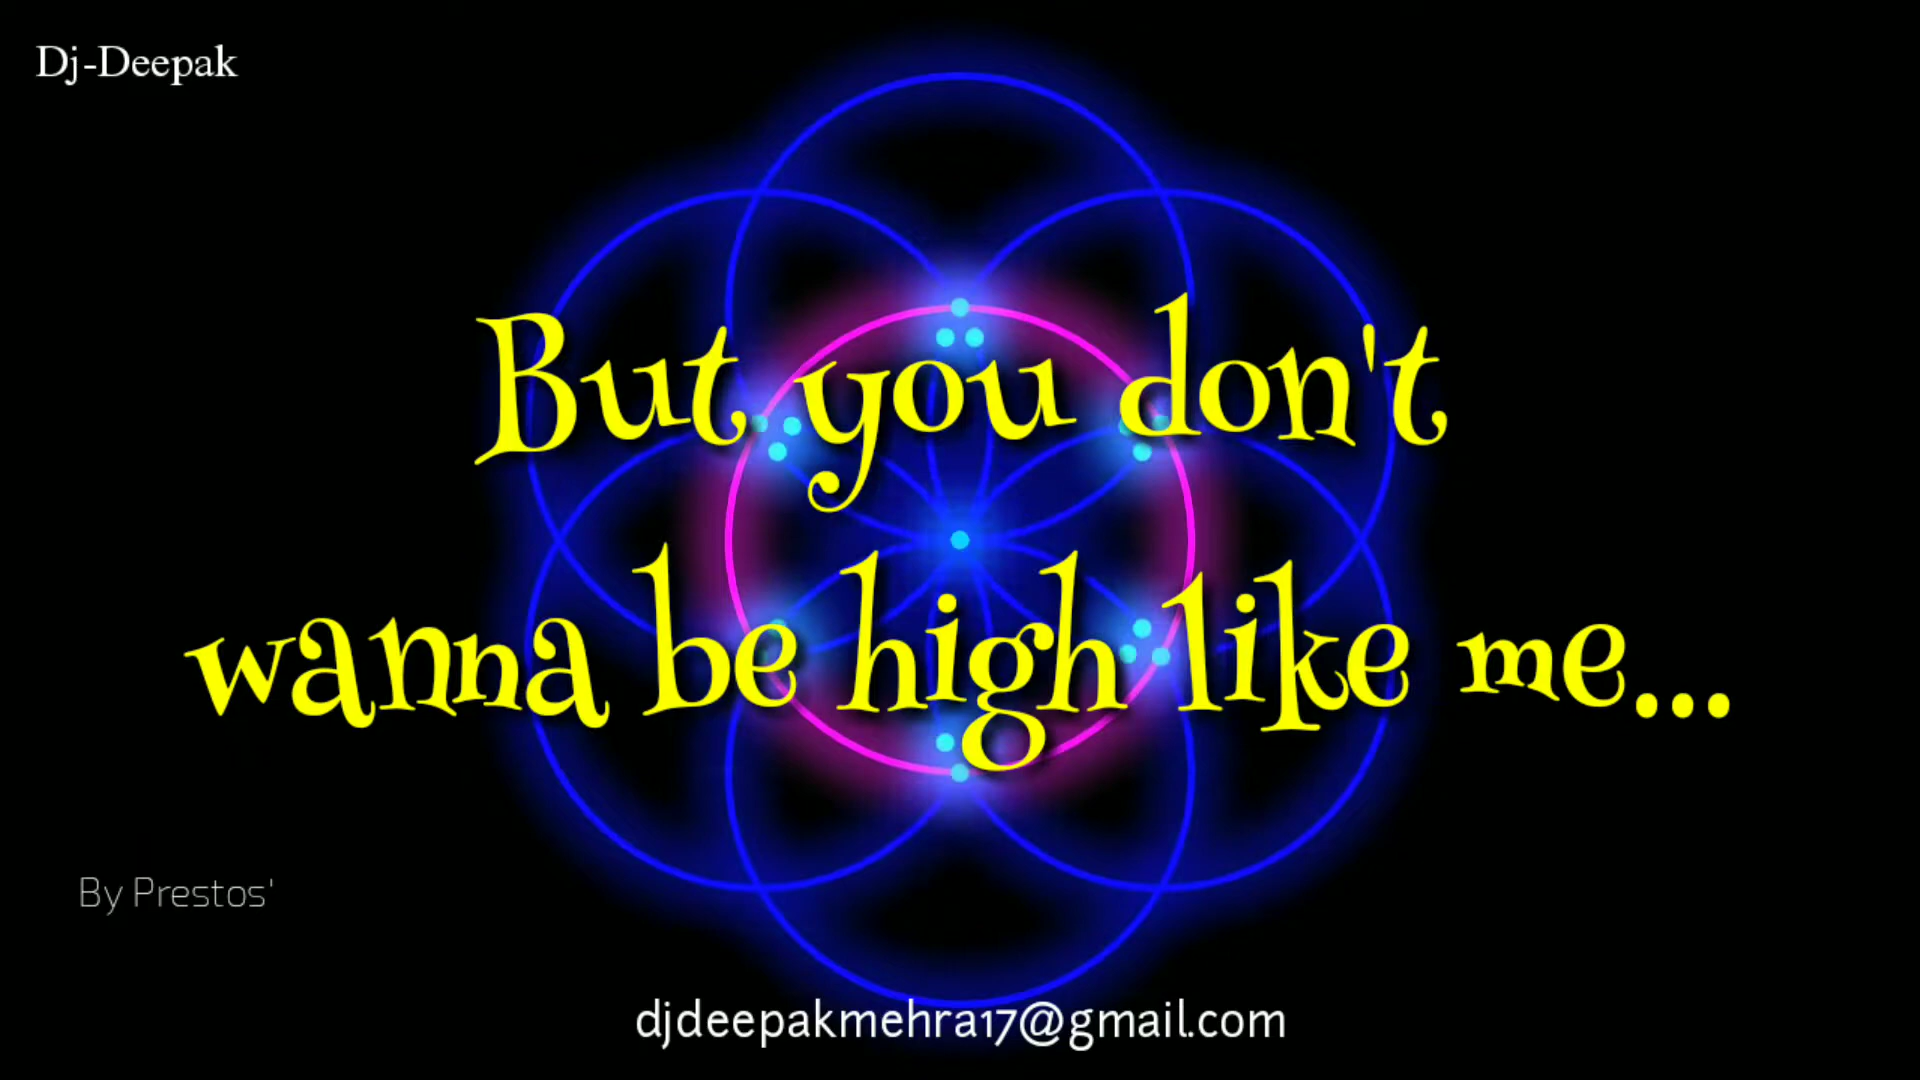 Dj-Deepak
But you don't
wanna be high like me...
By Prestos'
djdeepakmehra17@gmail.com